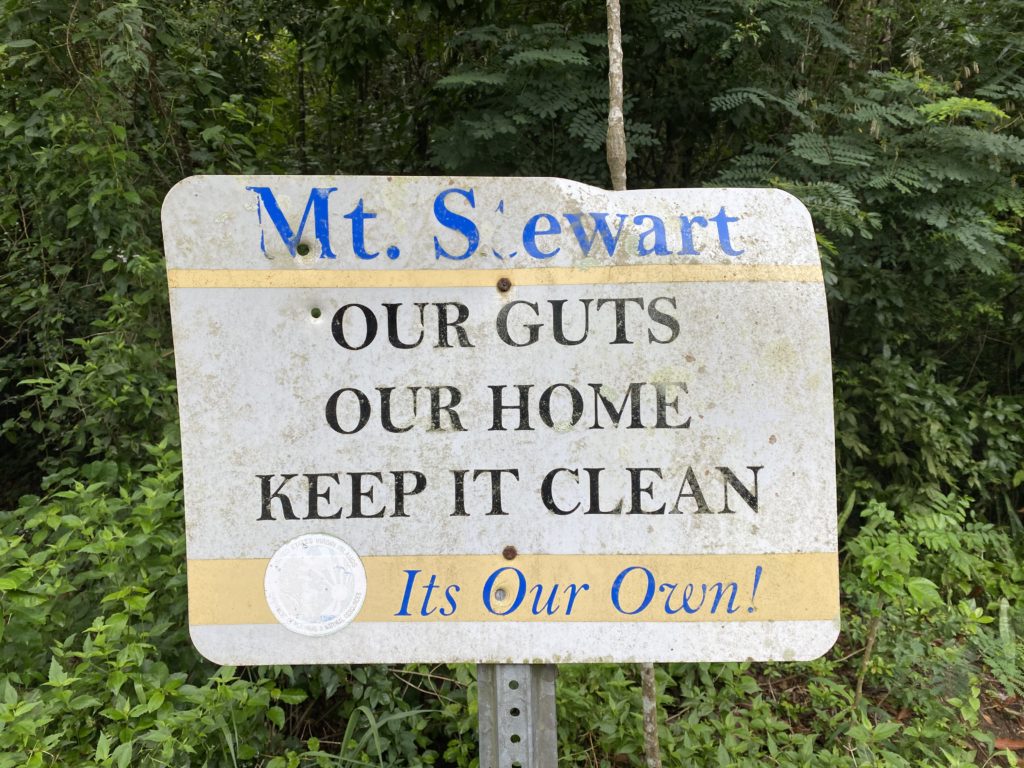 Mt. Stewart
OUR GUTS
OUR HOME
KEEP IT CLEAN
Its Our Own!